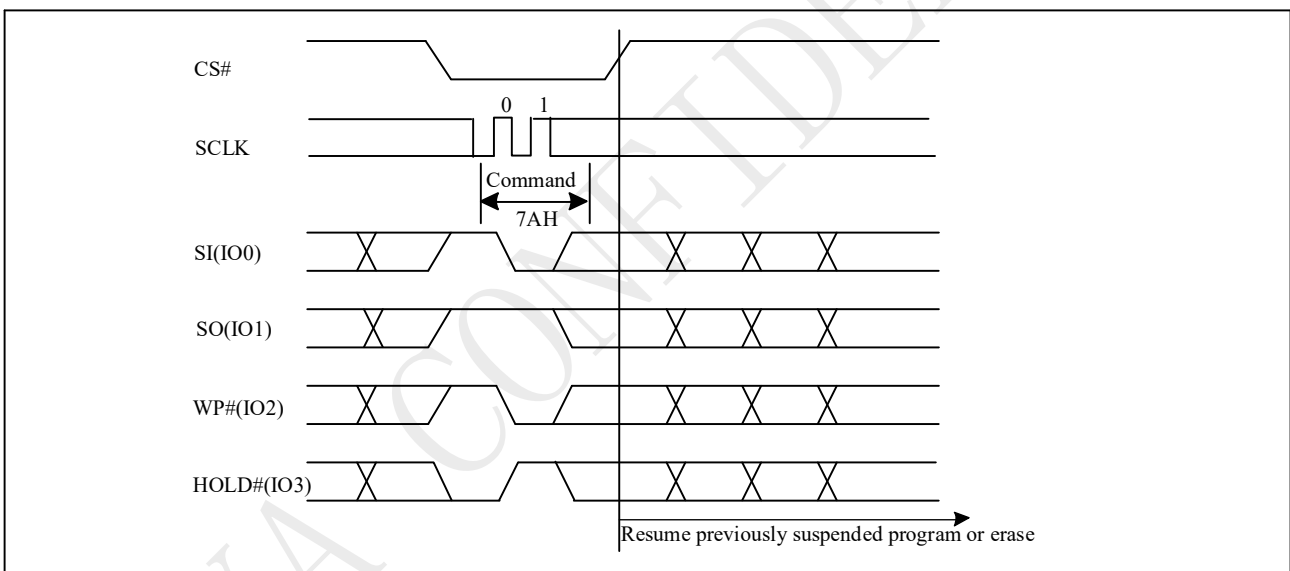 CS#
0 1
SCLK
Command
7AH
SI(IO0)
SO(IO1)
WP#(IO2)
HOLD#(IO3)
Resume previously suspended program or erase